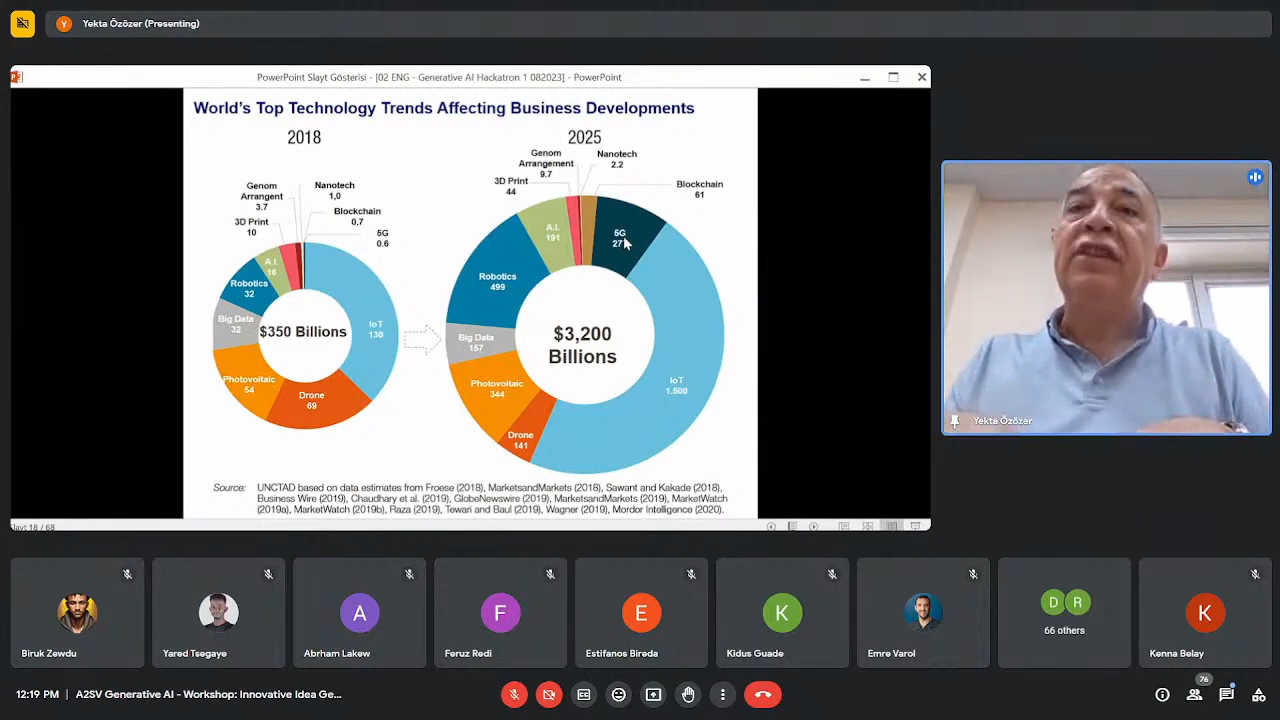 Y
Yekta Özözer (Presenting)
PowerPoint Slayt Gösterisi - [02 ENG - Generative AI Hackatron 1 082023] - PowerPoint
World's Top Technology Trends Affecting Business Developments
2018
Genom
Arrangent
3.7
Nanotech
1,0
3D Print
10
Blockchain
0.7
5G
0.6
A.I.
16
Robotics
32
Big Data
32
$350 Billions
IoT
130
Photovoltaic
54
Drone
69
2025
Genom
Arrangement
9.7
Nanotech
2.2
3D Print
44
Blockchain
61
A.I.
191
5G
Robotics
499
Big Data
157
$3,200
Billions
Photovoltaic
344
IoT
1.500
Drone
141
Source:
UNCTAD based on data estimates from Froese (2018), MarketsandMarkets (2018), Sawant and Kakade (2018),
Business Wire (2019), Chaudhary et al. (2019), GlobeNewswire (2019), MarketsandMarkets (2019), MarketWatch
(2019a), MarketWatch (2019b), Raza (2019), Tewari and Baul (2019), Wagner (2019), Mordor Intelligence (2020).
18 / 68
Yekta Özözer
Biruk Zewdu
Yared Tsegaye
A
Abrham Lakew
F
Feruz Redi
E
Estifanos Bireda
K
Kidus Guade
Emre Varol
D R
66 others
K
Kenna Belay
12:19 PM | A2SV Generative AI - Workshop: Innovative Idea Ge...
76